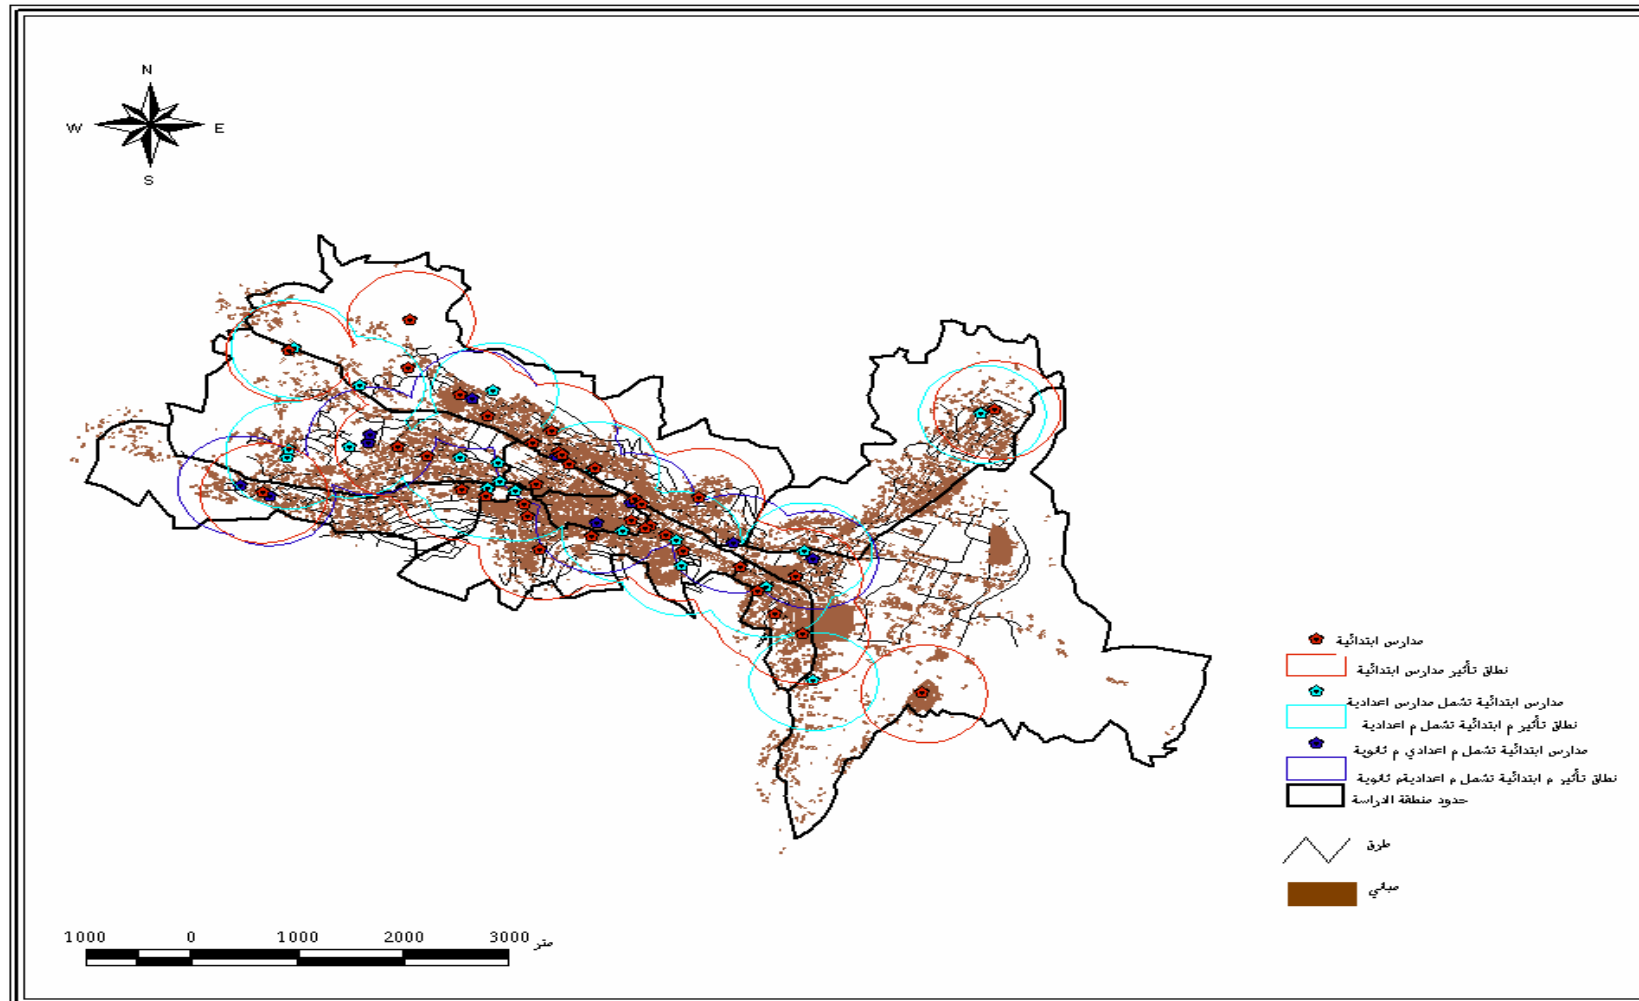 N
W E
S
مدارس ابتدائية
نطاق تأثير مدارس ابتدائية
مدارس ابتدائية تشمل مدارس اعدادية
نطاق تأثير م ابتدائية تشمل م اعدادية
مدارس ابتدائية تشمل م اعدادي م ثانوية
نطاق تأثير م ابتدائية تشمل م اعداديةم ثانوية
حدود منطقة الدراسة
طرق
مباني
1000 0 1000 2000 3000 متر